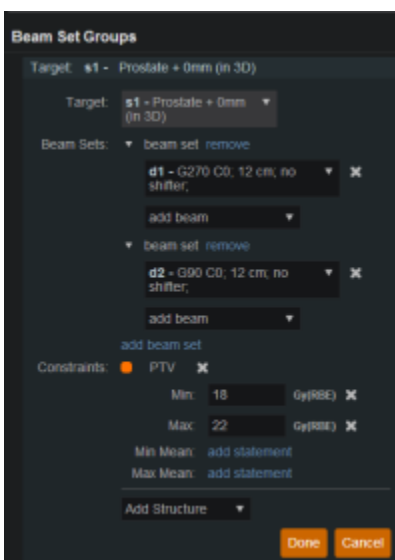 Beam Set Groups
Target: s1 - Prostate + 0mm (in 3D)
Target: s1 - Prostate + 0mm
(in 3D)
Beam Sets: beam set remove
d1 - G270 C0; 12 cm; no
shifter;
add beam
beam set remove
d2 - G90 C0; 12 cm; no
shifter;
add beam
add beam set
Constraints: PTV
Min: 18 Gy(RBE)
Max: 22 Gy(RBE)
Min Mean: add statement
Max Mean: add statement
Add Structure
Done Cancel